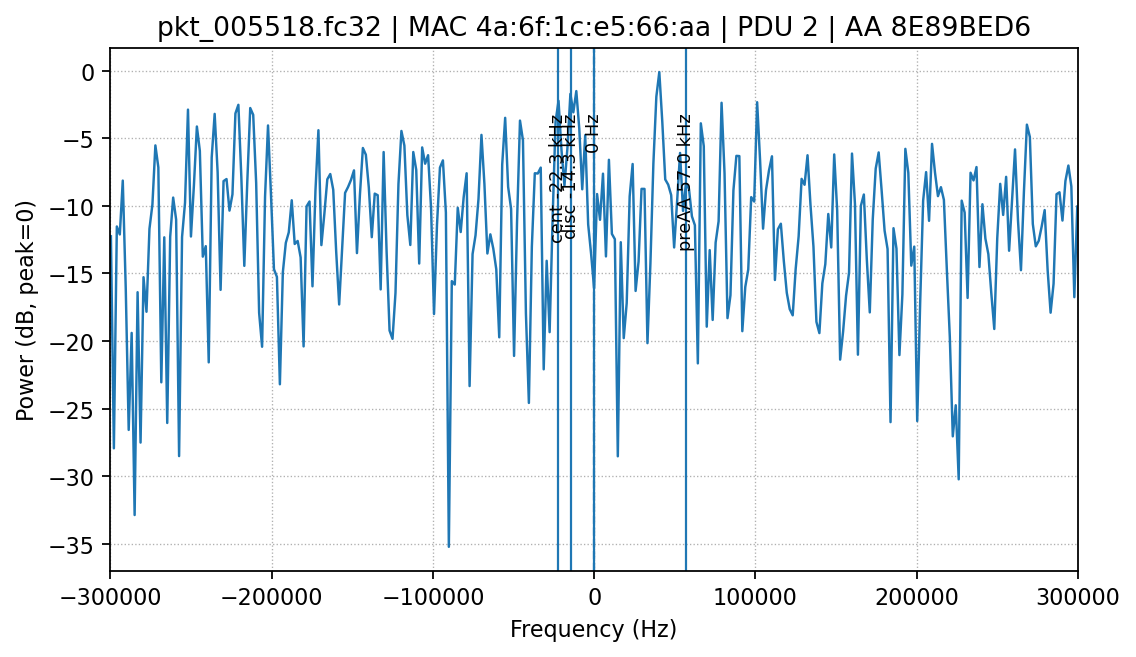 pkt_005518.fc32 | MAC 4a:6f:1c:e5:66:aa | PDU 2 | AA 8E89BED6
Power (dB, peak=0)
0
−5
−10
−15
−20
−25
−30
−35
cent -22.3 kHz
disc -14.3 kHz
0 Hz
preAA 57.0 kHz
−300000
−200000
−100000
0
100000
200000
300000
Frequency (Hz)